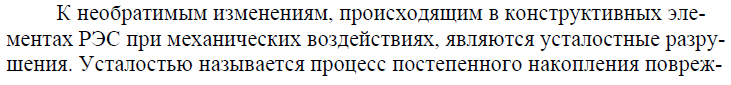 К необратимым изменениям, происходящим в конструктивных эле-
ментах РЭС при механических воздействиях, являются усталостные разру-
шения. Усталостью называется процесс постепенного накопления повреж-